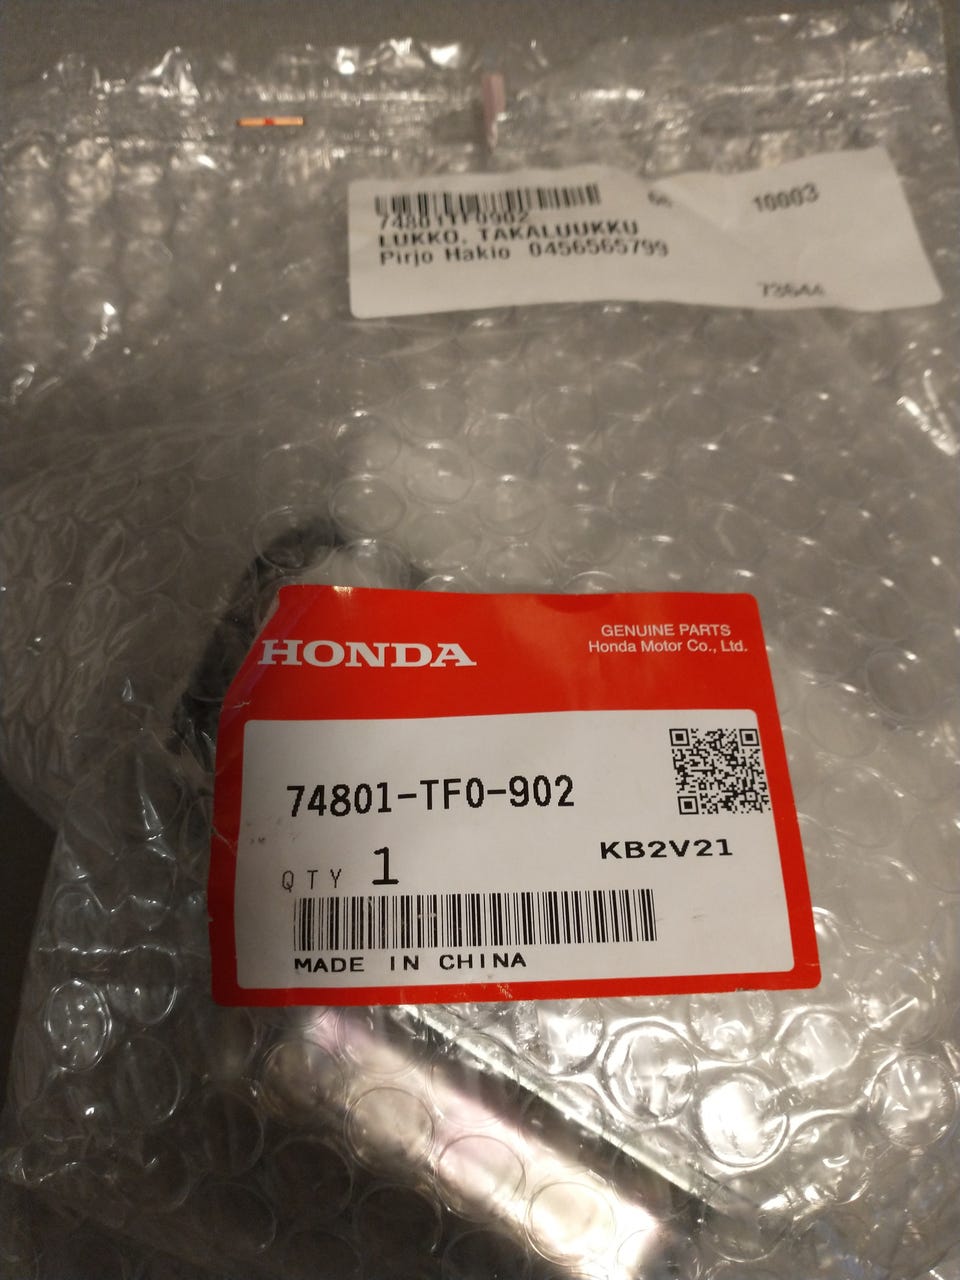 10003
74801TF0902
LUKKO, TAKALUUKKU
Pirjo Hakio 0456565799
73644
HONDA
GENUINE PARTS
Honda Motor Co., Ltd.
74801-TF0-902
KB2V21
QTY 1
MADE IN CHINA